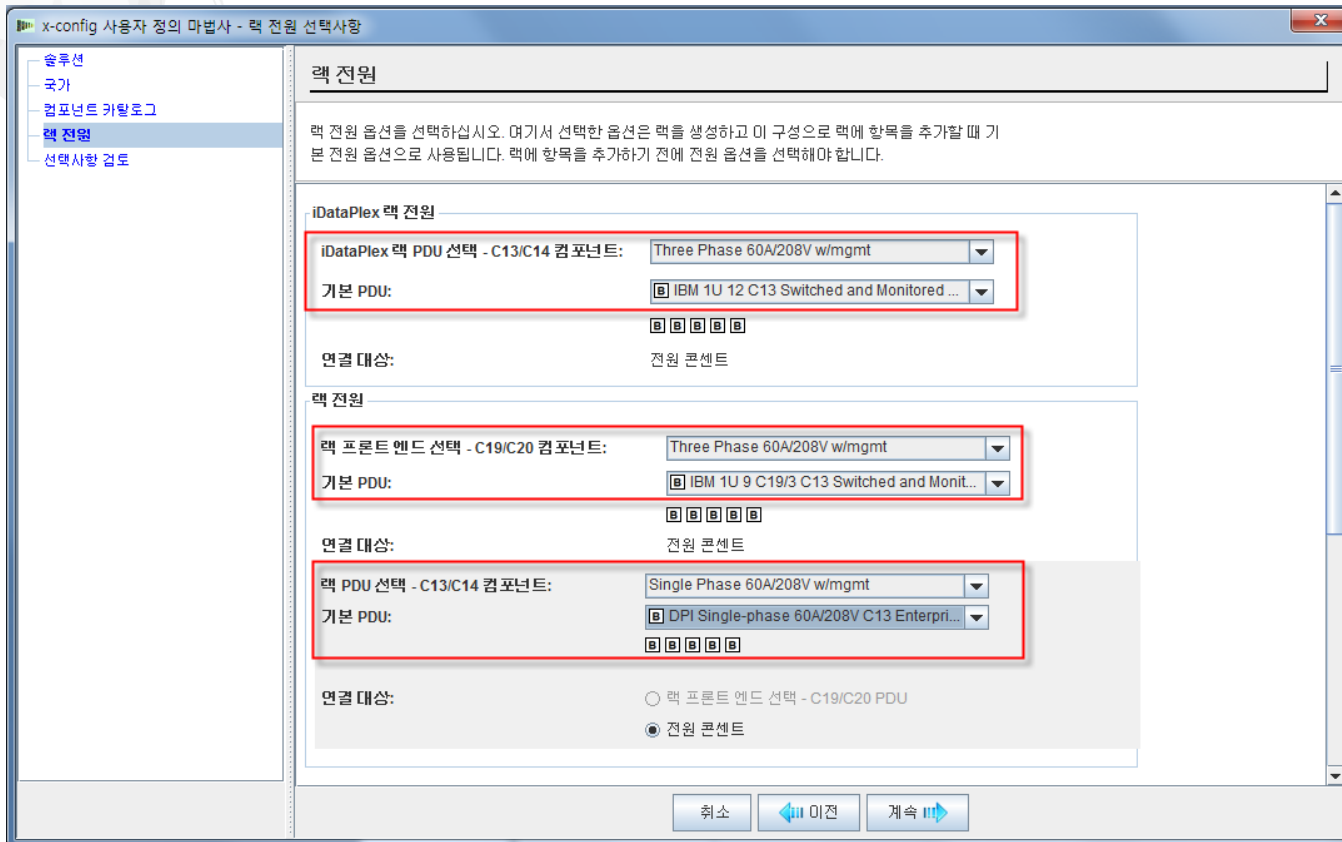 x-config 사용자 정의 마법사 - 랙 전원 선택사항
솔루션
국가
컴포넌트 카탈로그
랙 전원
선택사항 검토
랙 전원
랙 전원 옵션을 선택하십시오. 여기서 선택한 옵션은 랙을 생성하고 이 구성으로 랙에 항목을 추가할 때 기
본 전원 옵션으로 사용됩니다. 랙에 항목을 추가하기 전에 전원 옵션을 선택해야 합니다.
iDataPlex 랙 전원
iDataPlex 랙 PDU 선택 - C13/C14 컴포넌트: Three Phase 60A/208V w/mgmt
기본 PDU: B IBM 1U 12 C13 Switched and Monitored ...
B B B B B
연결 대상: 전원 콘센트
랙 전원
랙 프론트 엔드 선택 - C19/C20 컴포넌트: Three Phase 60A/208V w/mgmt
기본 PDU: B IBM 1U 9 C19/3 C13 Switched and Monit...
B B B B B
연결 대상: 전원 콘센트
랙 PDU 선택 - C13/C14 컴포넌트: Single Phase 60A/208V w/mgmt
기본 PDU: B DPI Single-phase 60A/208V C13 Enterpri...
B B B B B
연결 대상: 랙 프론트 엔드 선택 - C19/C20 PDU
전원 콘센트
취소 이전 계속